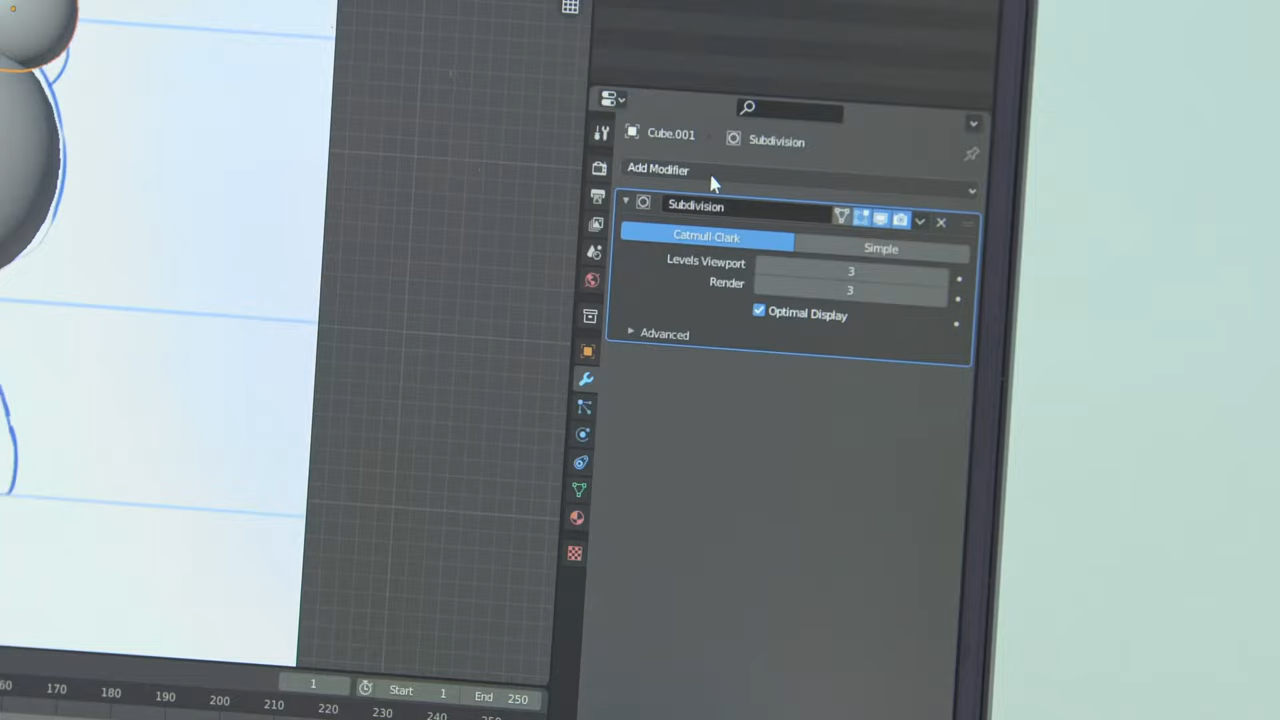 Cube.001 Subdivision
Add Modifier
Subdivision
Catmull-Clark Simple
Levels Viewport 3
Render 3
Optimal Display
Advanced
1 Start 1 End 250
170 180 190 200 210 220 230 240